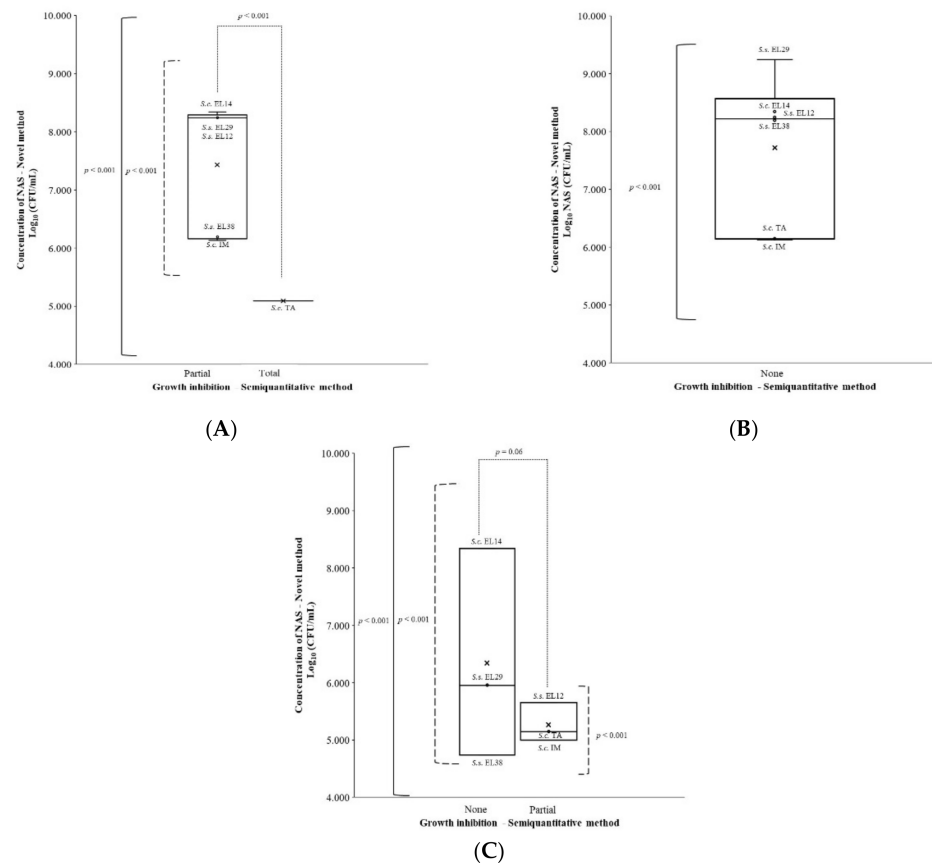 10.000
9.000
8.000
7.000
6.000
5.000
4.000
Concentration of NAS - Novel method
Log10 (CFU/mL)
p < 0.001
p < 0.001
p < 0.001
S.c. EL14
S.s. EL29
S.s. EL12
S.s. EL38
S.c. IM
S.c. TA
Partial
Total
Growth inhibition - Semiquantitative method
(A)
10.000
9.000
8.000
7.000
6.000
5.000
4.000
Concentration of NAS - Novel method
Log10 NAS (CFU/mL)
p < 0.001
S.s. EL29
S.c. EL14
S.s. EL12
S.s. EL38
S.c. TA
S.c. IM
None
Growth inhibition - Semiquantitative method
(B)
10.000
9.000
8.000
7.000
6.000
5.000
4.000
Concentration of NAS - Novel method
Log10 (CFU/mL)
p = 0.06
p < 0.001
p < 0.001
S.c. EL14
S.s. EL29
S.s. EL38
S.s. EL12
S.c. TA
S.c. IM
p < 0.001
None
Partial
Growth inhibition - Semiquantitative method
(C)